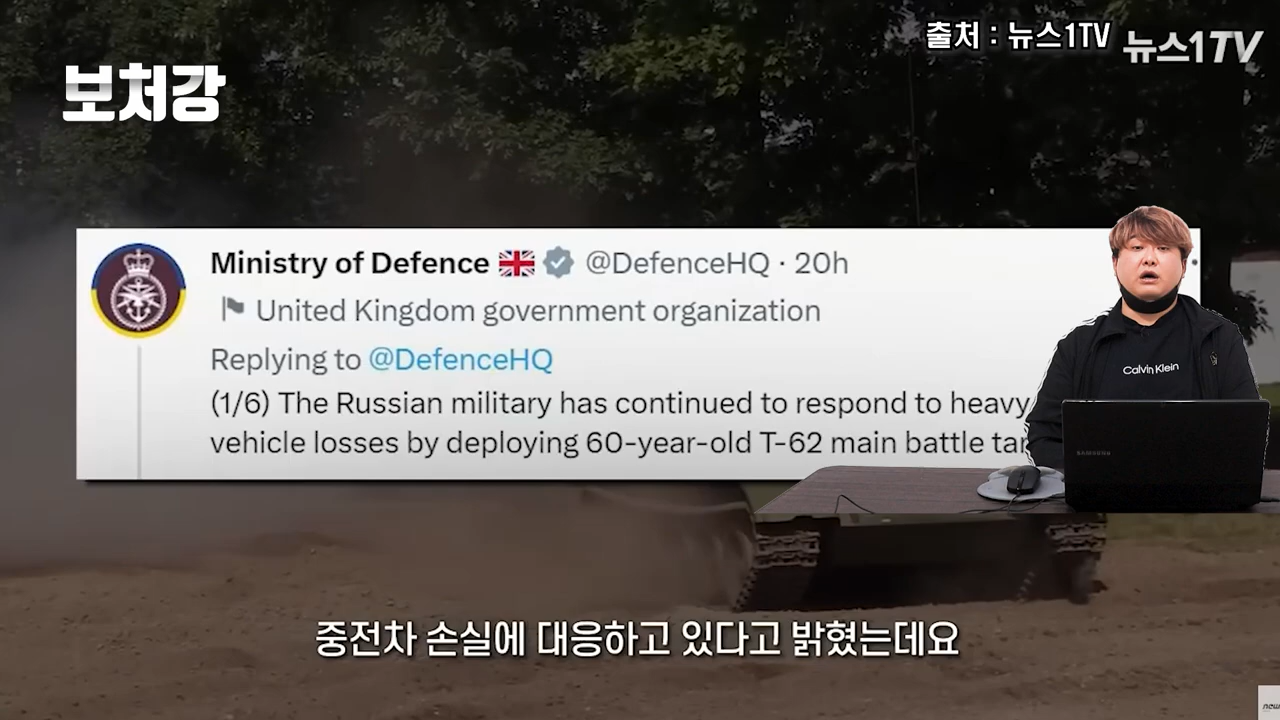 출처 : 뉴스1TV 뉴스1TV
보처강
Ministry of Defence @DefenceHQ · 20h
United Kingdom government organization
Replying to @DefenceHQ
(1/6) The Russian military has continued to respond to heavy
vehicle losses by deploying 60-year-old T-62 main battle
Calvin Klein
SAMSUNG
중전차 손실에 대응하고 있다고 밝혔는데요